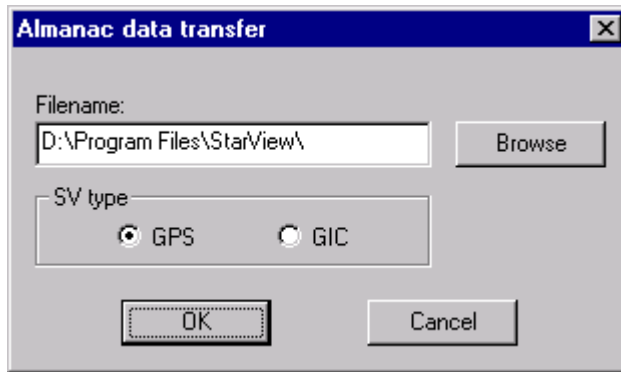 Almanac data transfer
Filename:
D:\Program Files\StarView\
Browse
SV type
GPS
GIC
OK
Cancel